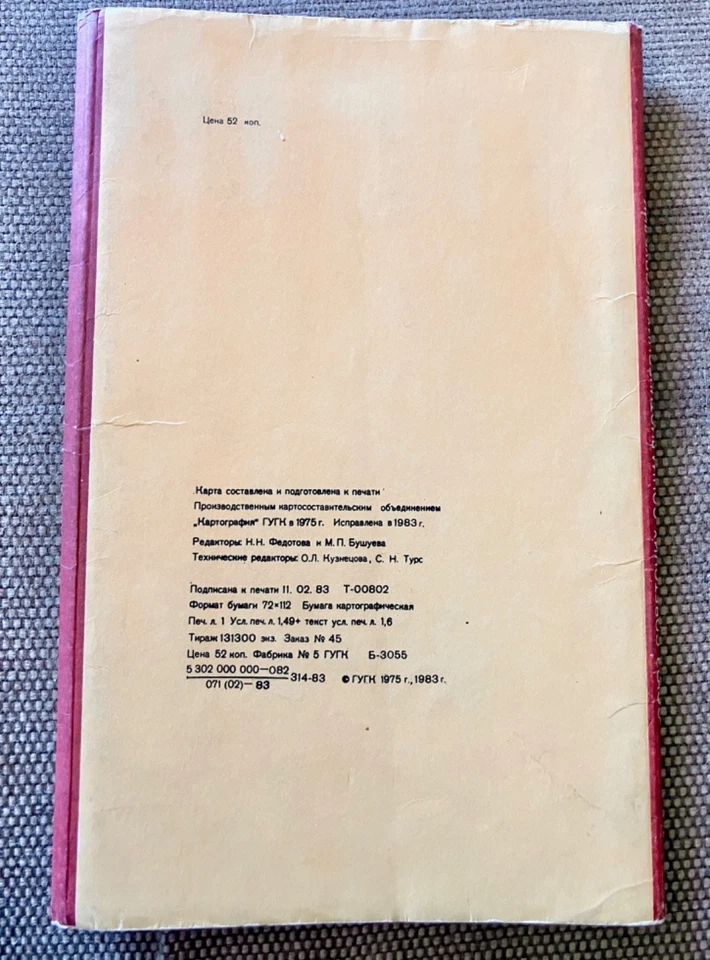 Цена 52 коп.
Карта составлена и подготовлена к печати
Производственным картосоставительским объединением
„Картография“ ГУГК в 1975 г. Исправлена в 1983 г.
Редакторы: Н.Н. Федотова и М.П. Бушуева
Технические редакторы: О.Л. Кузнецова, С. Н. Турс
Подписана к печати 11. 02. 83 Т-00802
Формат бумаги 72×112 Бумага картографическая
Печ. л. 1 Усл. печ. л. 1,49+ текст усл. печ. л. 1,6
Тираж 131300 экз. Заказ № 45
Цена 52 коп. Фабрика № 5 ГУГК Б-3055
5 302 000 000—082
071 (02)— 83
314-83 © ГУГК 1975 г., 1983 г.